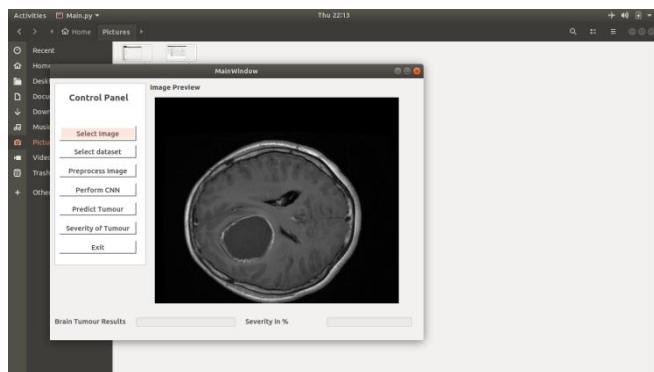 Activities Main.py Thu 22:13
Home Pictures
Recent
Home
MainWindow
Desk
Image Preview
Docu
Control Panel
Down
Music
Select Image
Pictu
Select dataset
Video
Preprocess Image
Trash
Perform CNN
Othe
Predict Tumour
Severity of Tumour
Exit
Brain Tumour Results Severity in %